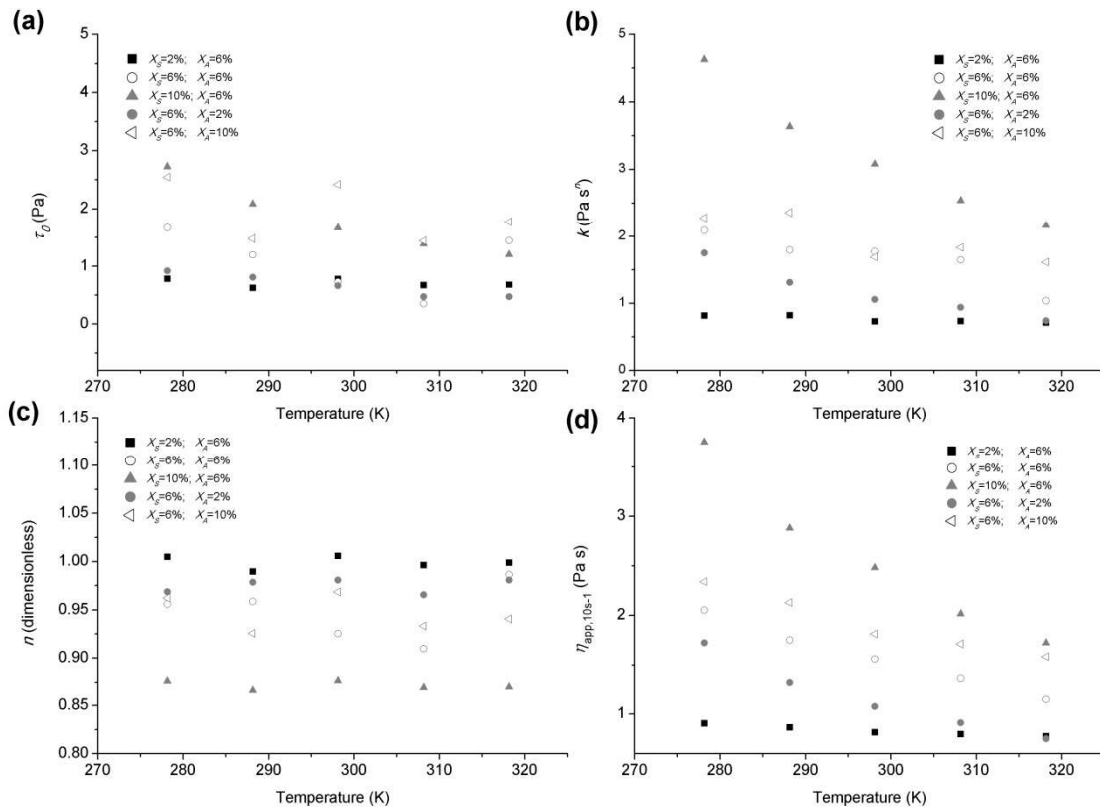 (a)
5
4
3
2
1
0
τ0 (Pa)
XS=2%; XA=6%
XS=6%; XA=6%
XS=10%; XA=6%
XS=6%; XA=2%
XS=6%; XA=10%
270 280 290 300 310 320
Temperature (K)
(b)
5
4
3
2
1
0
k (Pa s^n)
XS=2%; XA=6%
XS=6%; XA=6%
XS=10%; XA=6%
XS=6%; XA=2%
XS=6%; XA=10%
270 280 290 300 310 320
Temperature (K)
(c)
1.15
1.10
1.05
1.00
0.95
0.90
0.85
0.80
n (dimensionless)
XS=2%; XA=6%
XS=6%; XA=6%
XS=10%; XA=6%
XS=6%; XA=2%
XS=6%; XA=10%
270 280 290 300 310 320
Temperature (K)
(d)
4
3
2
1
ηapp,10s-1 (Pa s)
XS=2%; XA=6%
XS=6%; XA=6%
XS=10%; XA=6%
XS=6%; XA=2%
XS=6%; XA=10%
270 280 290 300 310 320
Temperature (K)